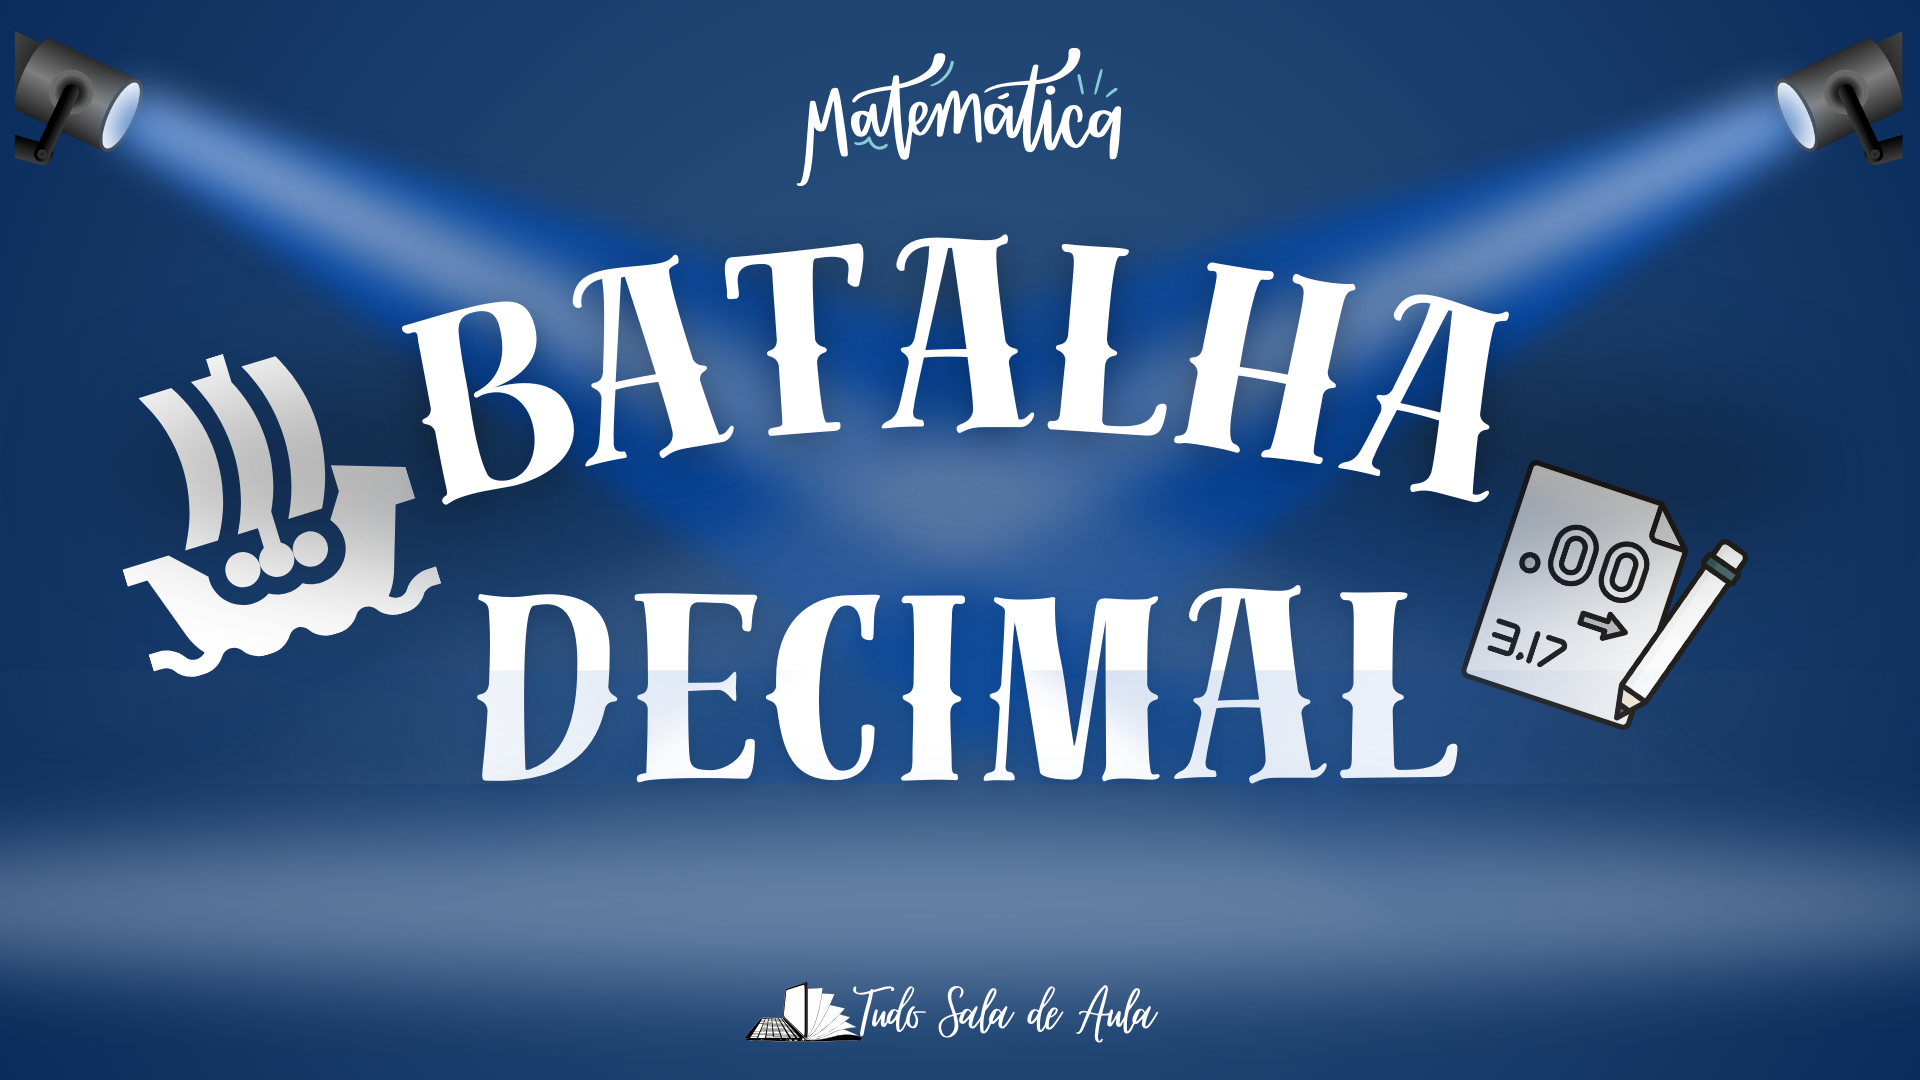 Matemática
BATALHA
DECIMAL
.00
3.17
Tudo Sala de Aula